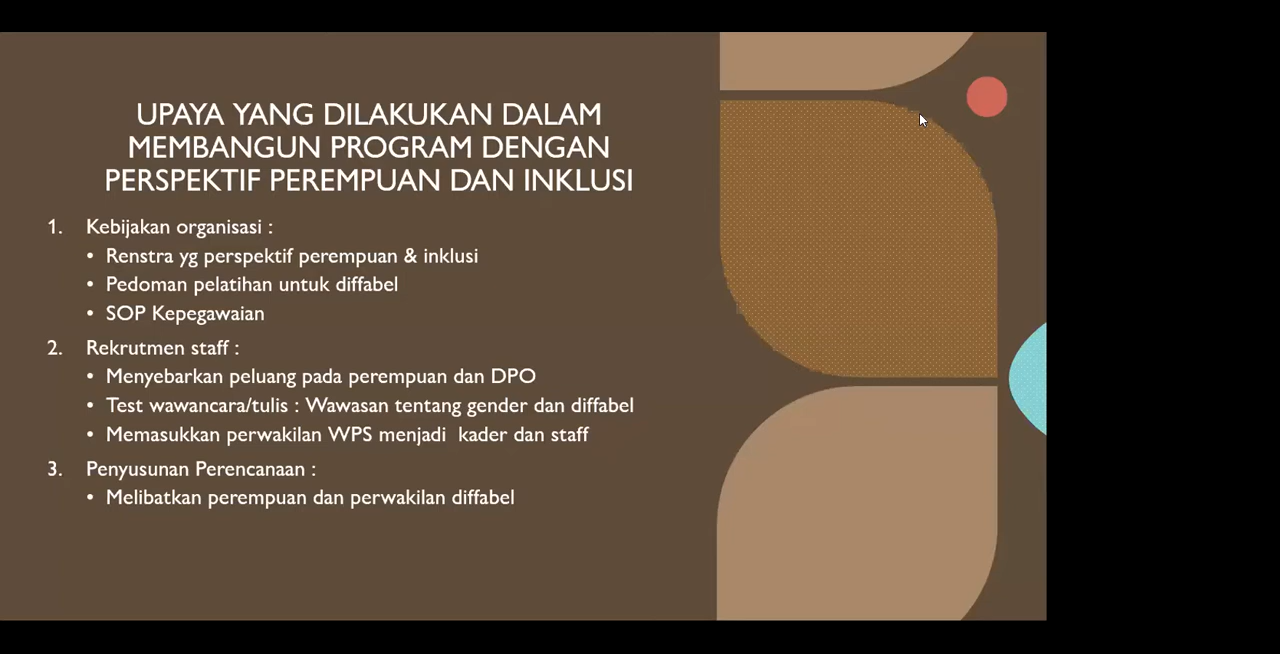 UPAYA YANG DILAKUKAN DALAM
MEMBANGUN PROGRAM DENGAN
PERSPEKTIF PEREMPUAN DAN INKLUSI
1. Kebijakan organisasi :
• Renstra yg perspektif perempuan & inklusi
• Pedoman pelatihan untuk diffabel
• SOP Kepegawaian
2. Rekrutmen staff :
• Menyebarkan peluang pada perempuan dan DPO
• Test wawancara/tulis : Wawasan tentang gender dan diffabel
• Memasukkan perwakilan WPS menjadi  kader dan staff
3. Penyusunan Perencanaan :
• Melibatkan perempuan dan perwakilan diffabel